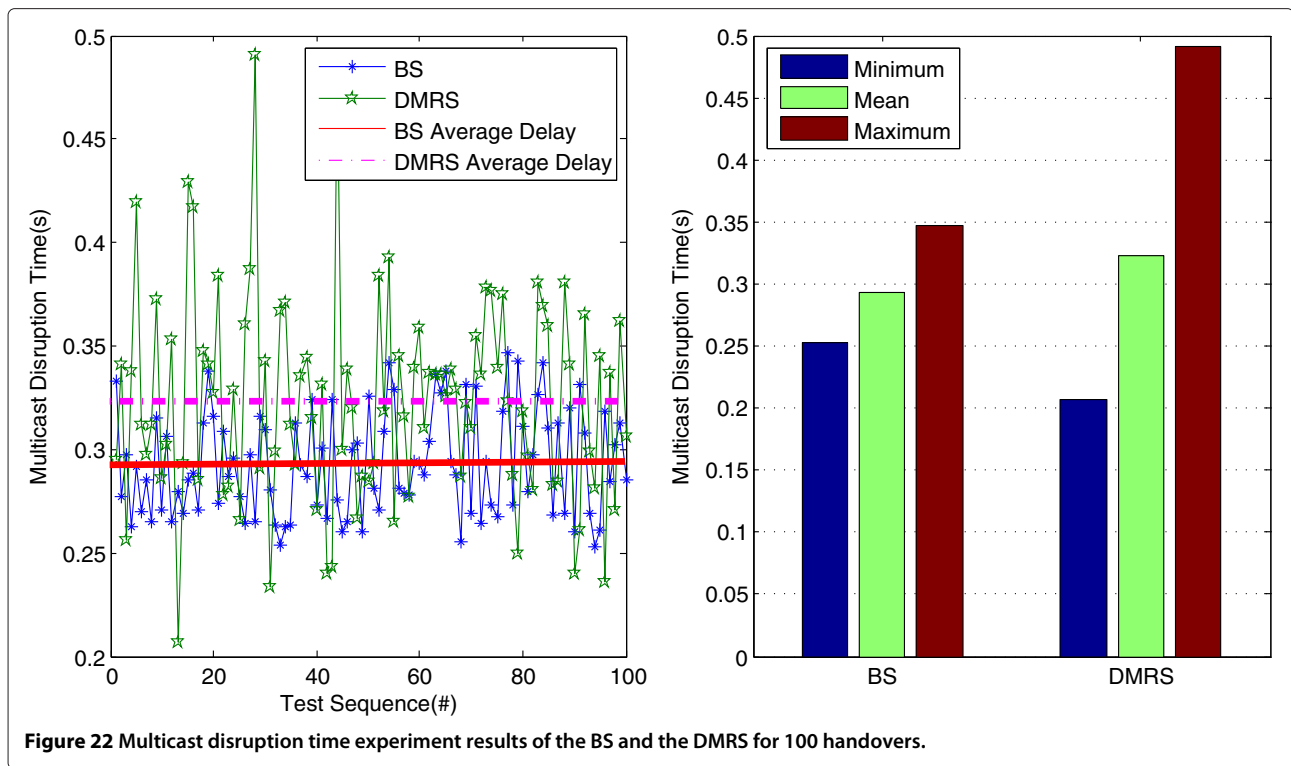 0.5
0.45
0.4
0.35
0.3
0.25
0.2
Multicast Disruption Time(s)
BS
DMRS
BS Average Delay
DMRS Average Delay
0
20
40
60
80
100
Test Sequence(#)
0.5
0.45
0.4
0.35
0.3
0.25
0.2
0.15
0.1
0.05
0
Multicast Disruption Time(s)
Minimum
Mean
Maximum
BS
DMRS
Figure 22 Multicast disruption time experiment results of the BS and the DMRS for 100 handovers.